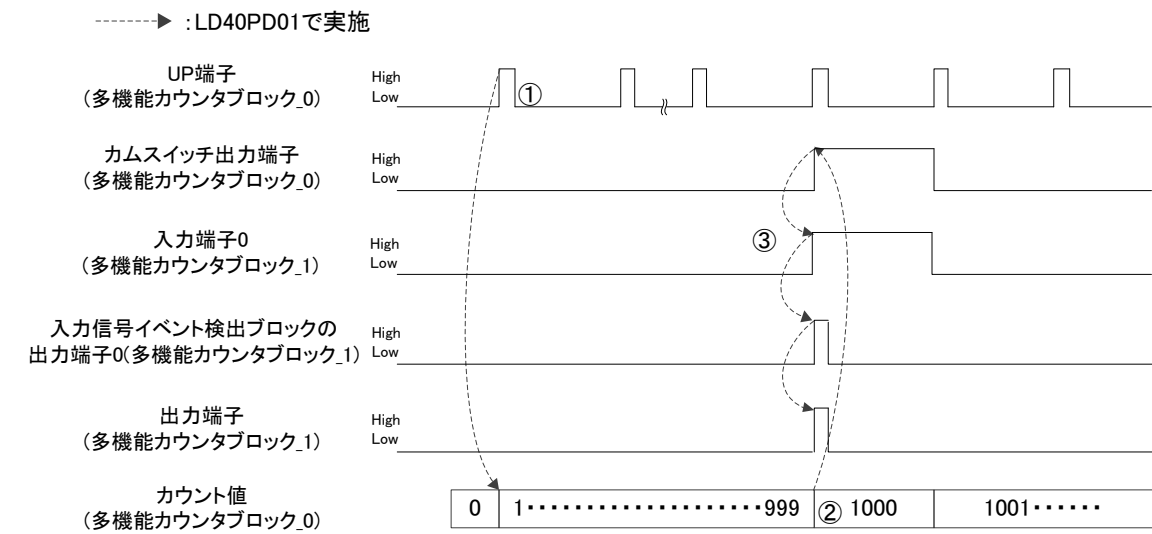 :LD40PD01で実施
UP端子
(多機能カウンタブロック_0)
High
Low
①
カムスイッチ出力端子
(多機能カウンタブロック_0)
High
Low
入力端子0
(多機能カウンタブロック_1)
High
Low
③
入力信号イベント検出ブロックの
出力端子0(多機能カウンタブロック_1)
High
Low
出力端子
(多機能カウンタブロック_1)
High
Low
カウント値
(多機能カウンタブロック_0)
0 1・・・・・・・・・・・・・・・・・・・・999 ② 1000 1001・・・・・・